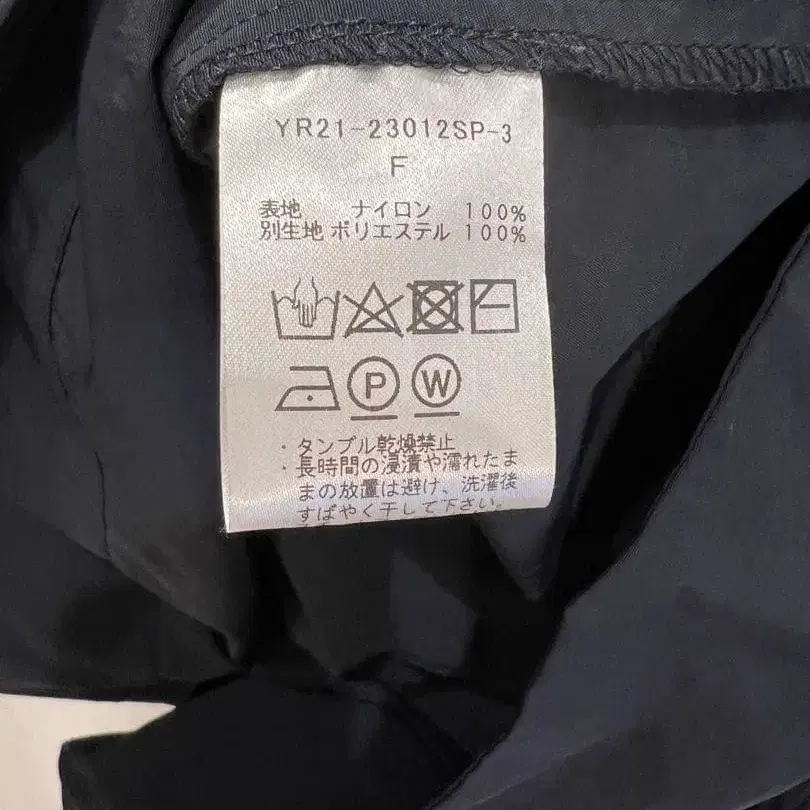 YR21-23012SP-3
F
表地 ナイロン 100%
別生地 ポリエステル 100%
P W
・タンブル乾燥禁止
・長時間の浸漬や濡れたま
まの放置は避け、洗濯後
すばやく干して下さい。